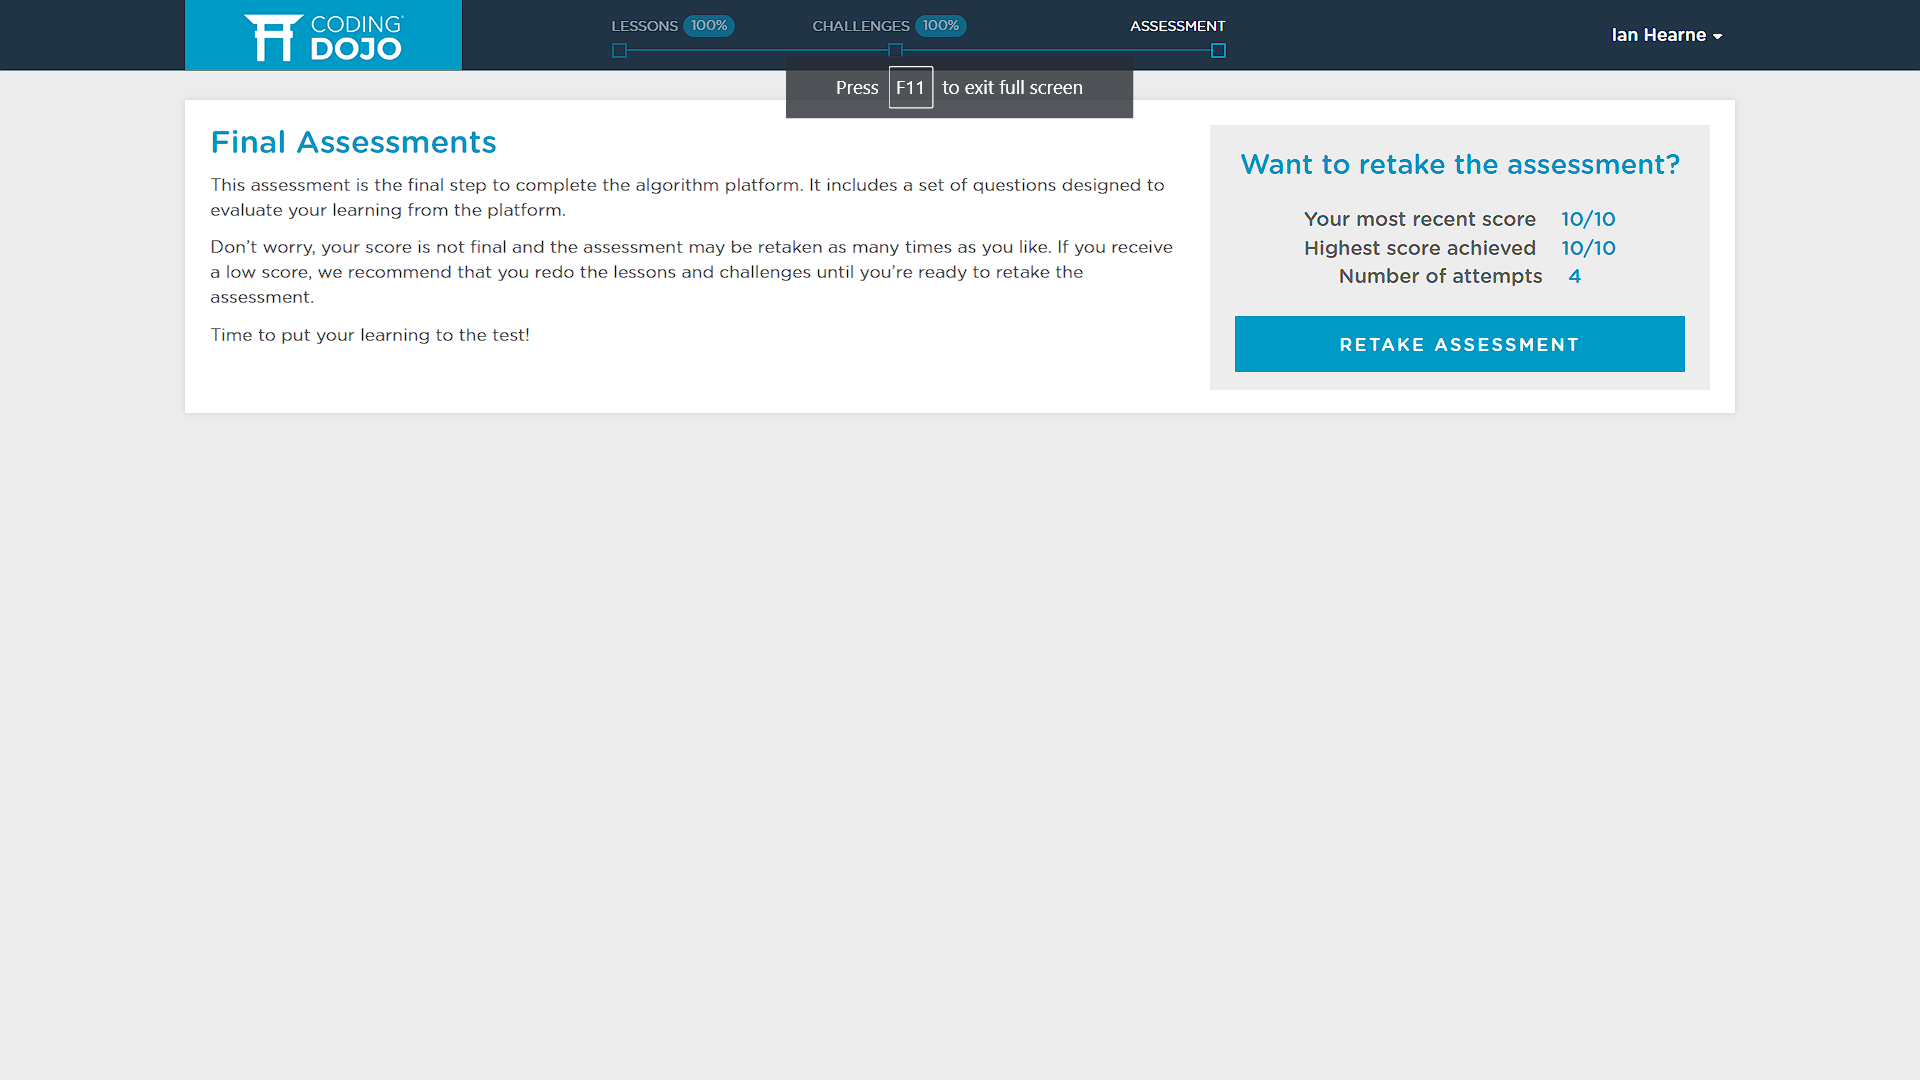 CODING
DOJO
LESSONS 100%
CHALLENGES 100%
ASSESSMENT
Ian Hearne
Press F11 to exit full screen
Final Assessments
This assessment is the final step to complete the algorithm platform. It includes a set of questions designed to
evaluate your learning from the platform.
Don’t worry, your score is not final and the assessment may be retaken as many times as you like. If you receive
a low score, we recommend that you redo the lessons and challenges until you’re ready to retake the
assessment.
Time to put your learning to the test!
Want to retake the assessment?
Your most recent score 10/10
Highest score achieved 10/10
Number of attempts 4
RETAKE ASSESSMENT